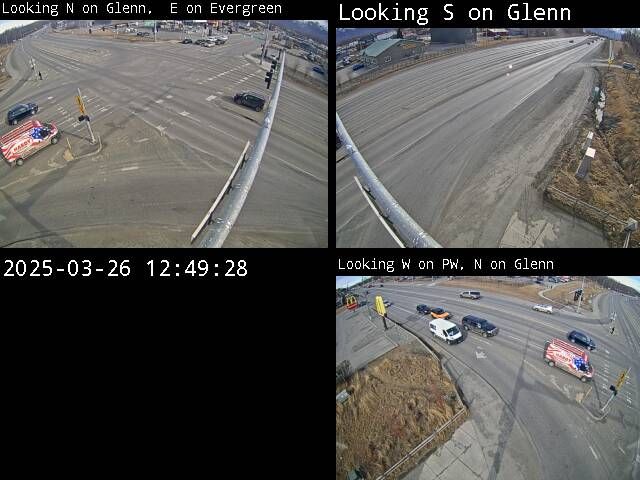 Looking N on Glenn,  E on Evergreen
Looking S on Glenn
2025-03-26 12:49:28
Looking W on PW, N on Glenn